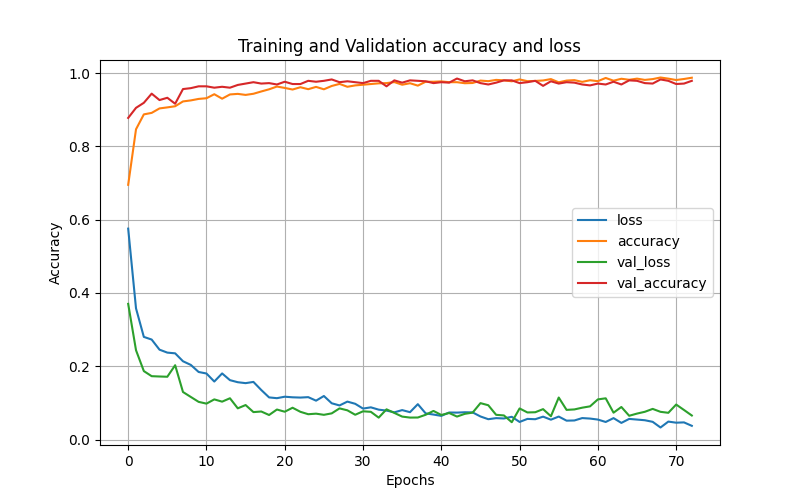 Training and Validation accuracy and loss
1.0
0.8
0.6
0.4
0.2
0.0
Accuracy
loss
accuracy
val_loss
val_accuracy
0 10 20 30 40 50 60 70
Epochs